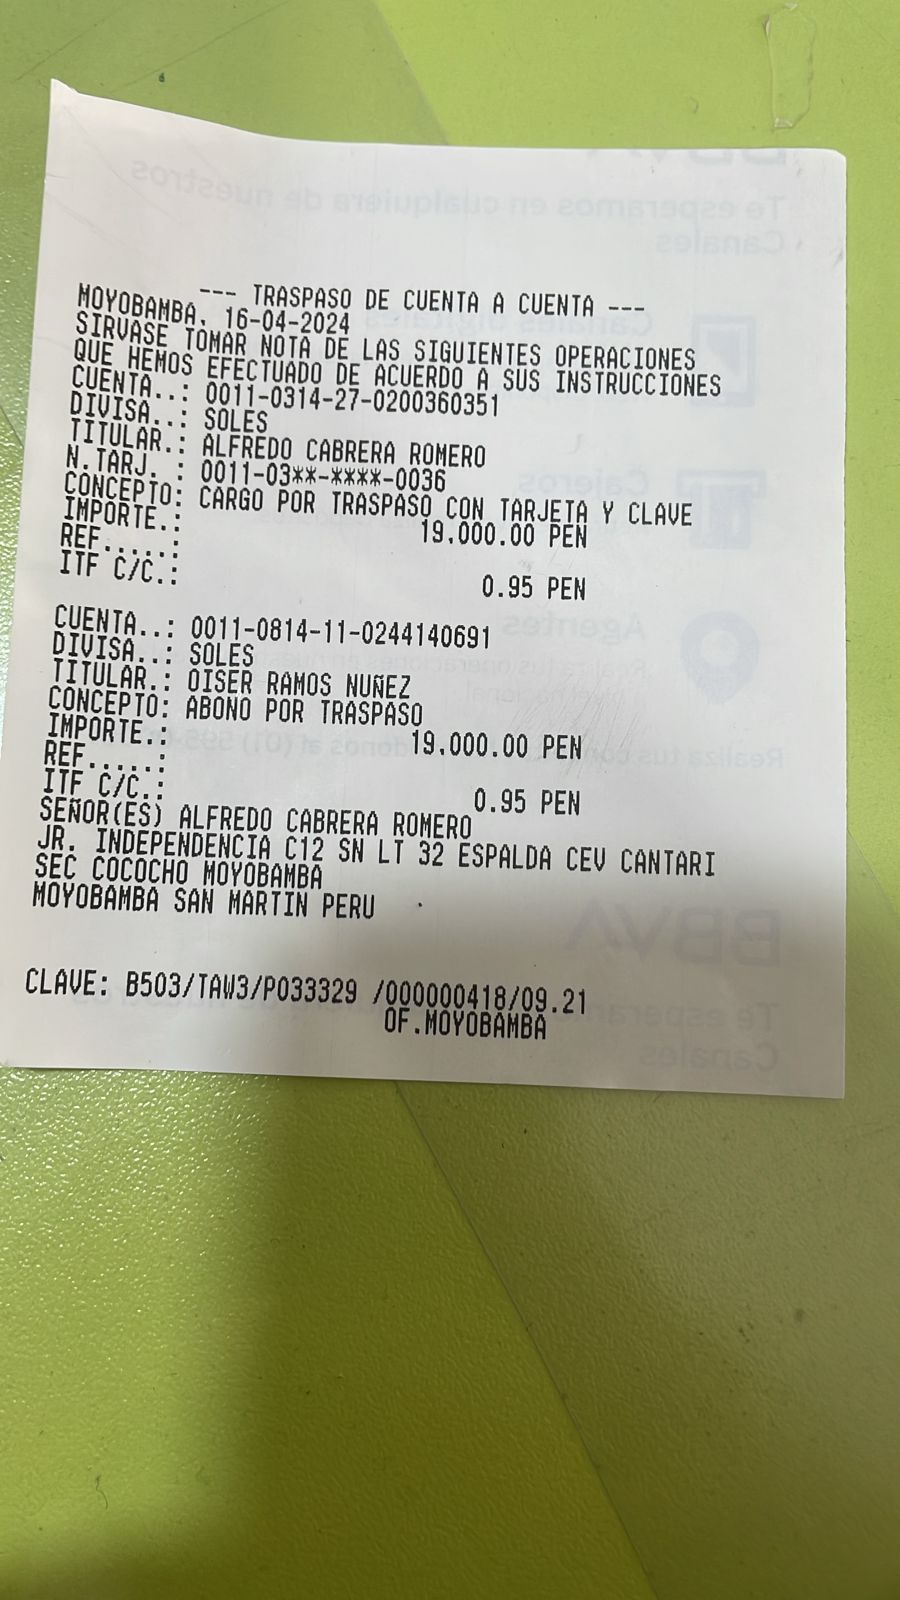 --- TRASPASO DE CUENTA A CUENTA ---
MOYOBAMBA, 16-04-2024
SIRVASE TOMAR NOTA DE LAS SIGUIENTES OPERACIONES
QUE HEMOS EFECTUADO DE ACUERDO A SUS INSTRUCCIONES
CUENTA..: 0011-0314-27-0200360351
DIVISA..: SOLES
TITULAR.: ALFREDO CABRERA ROMERO
N.TARJ. : 0011-03**-****-0036
CONCEPTO: CARGO POR TRASPASO CON TARJETA Y CLAVE
IMPORTE.: 19,000.00 PEN
REF.....:
ITF C/C.: 0.95 PEN
CUENTA..: 0011-0814-11-0244140691
DIVISA..: SOLES
TITULAR.: OISER RAMOS NUÑEZ
CONCEPTO: ABONO POR TRASPASO
IMPORTE.: 19,000.00 PEN
REF.....:
ITF C/C.: 0.95 PEN
SEÑOR(ES) ALFREDO CABRERA ROMERO
JR. INDEPENDENCIA C12 SN LT 32 ESPALDA CEV CANTARI
SEC COCOCHO MOYOBAMBA
MOYOBAMBA SAN MARTIN PERU
CLAVE: B503/TAW3/P033329 /000000418/09.21
OF.MOYOBAMBA